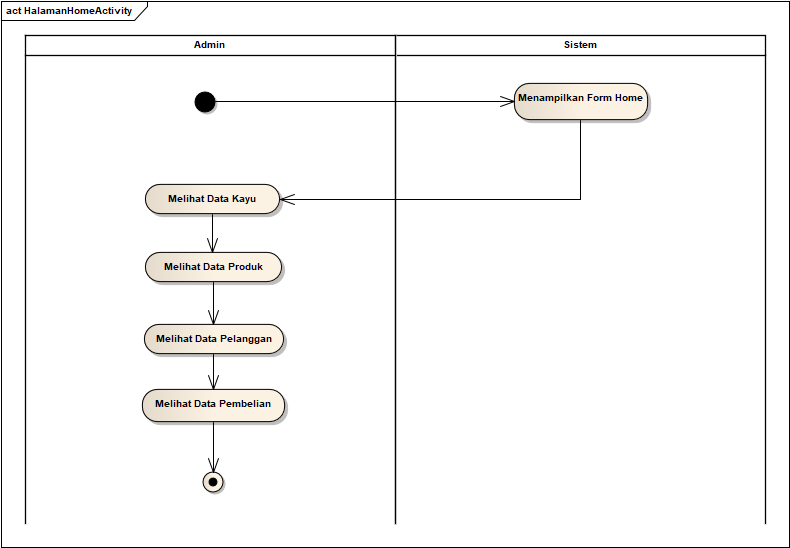 act HalamanHomeActivity
Admin
Sistem
Menampilkan Form Home
Melihat Data Kayu
Melihat Data Produk
Melihat Data Pelanggan
Melihat Data Pembelian